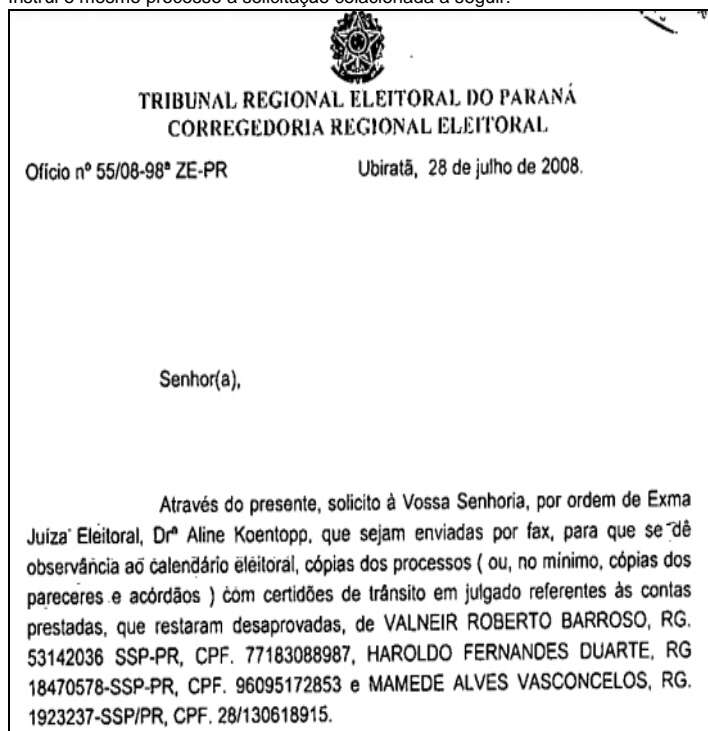 Instrui o mesmo processo a solicitação colacionada a seguir:
TRIBUNAL REGIONAL ELEITORAL DO PARANÁ
CORREGEDORIA REGIONAL ELEITORAL
Ofício nº 55/08-98ª ZE-PR Ubiratã, 28 de julho de 2008.
Senhor(a),
Através do presente, solicito à Vossa Senhoria, por ordem de Exma
Juíza Eleitoral, Drª Aline Koentopp, que sejam enviadas por fax, para que se dê
observância ao calendário eleitoral, cópias dos processos ( ou, no mínimo, cópias dos
pareceres e acórdãos ) com certidões de trânsito em julgado referentes às contas
prestadas, que restaram desaprovadas, de VALNEIR ROBERTO BARROSO, RG.
53142036 SSP-PR, CPF. 77183088987, HAROLDO FERNANDES DUARTE, RG
18470578-SSP-PR, CPF. 96095172853 e MAMEDE ALVES VASCONCELOS, RG.
1923237-SSP/PR, CPF. 28/130618915.